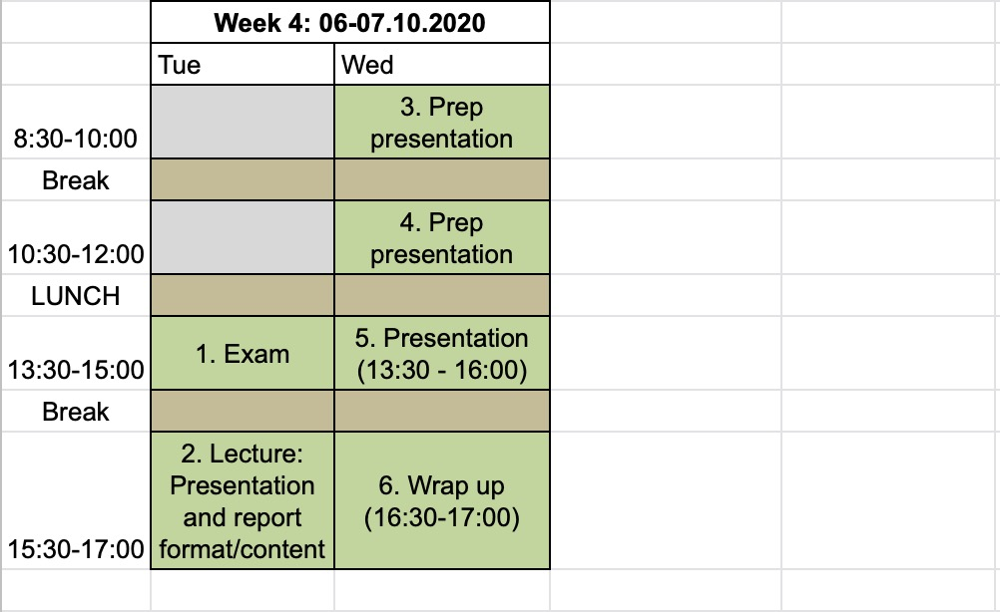 Week 4: 06-07.10.2020
Tue Wed
3. Prep
presentation
8:30-10:00
Break
4. Prep
presentation
10:30-12:00
LUNCH
1. Exam
5. Presentation
(13:30 - 16:00)
13:30-15:00
Break
2. Lecture:
Presentation
and report
format/content
6. Wrap up
(16:30-17:00)
15:30-17:00